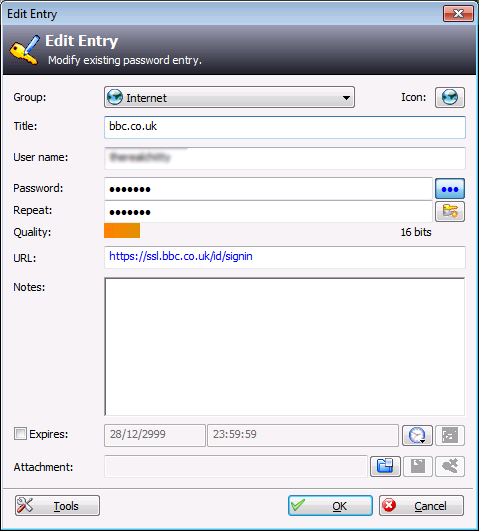 Edit Entry
Edit Entry
Modify existing password entry.
Group: Internet Icon:
Title: bbc.co.uk
User name:
Password: •••••••
Repeat: •••••••
Quality: 16 bits
URL: https://ssl.bbc.co.uk/id/signin
Notes:
Expires: 28/12/2999 23:59:59
Attachment:
Tools OK Cancel